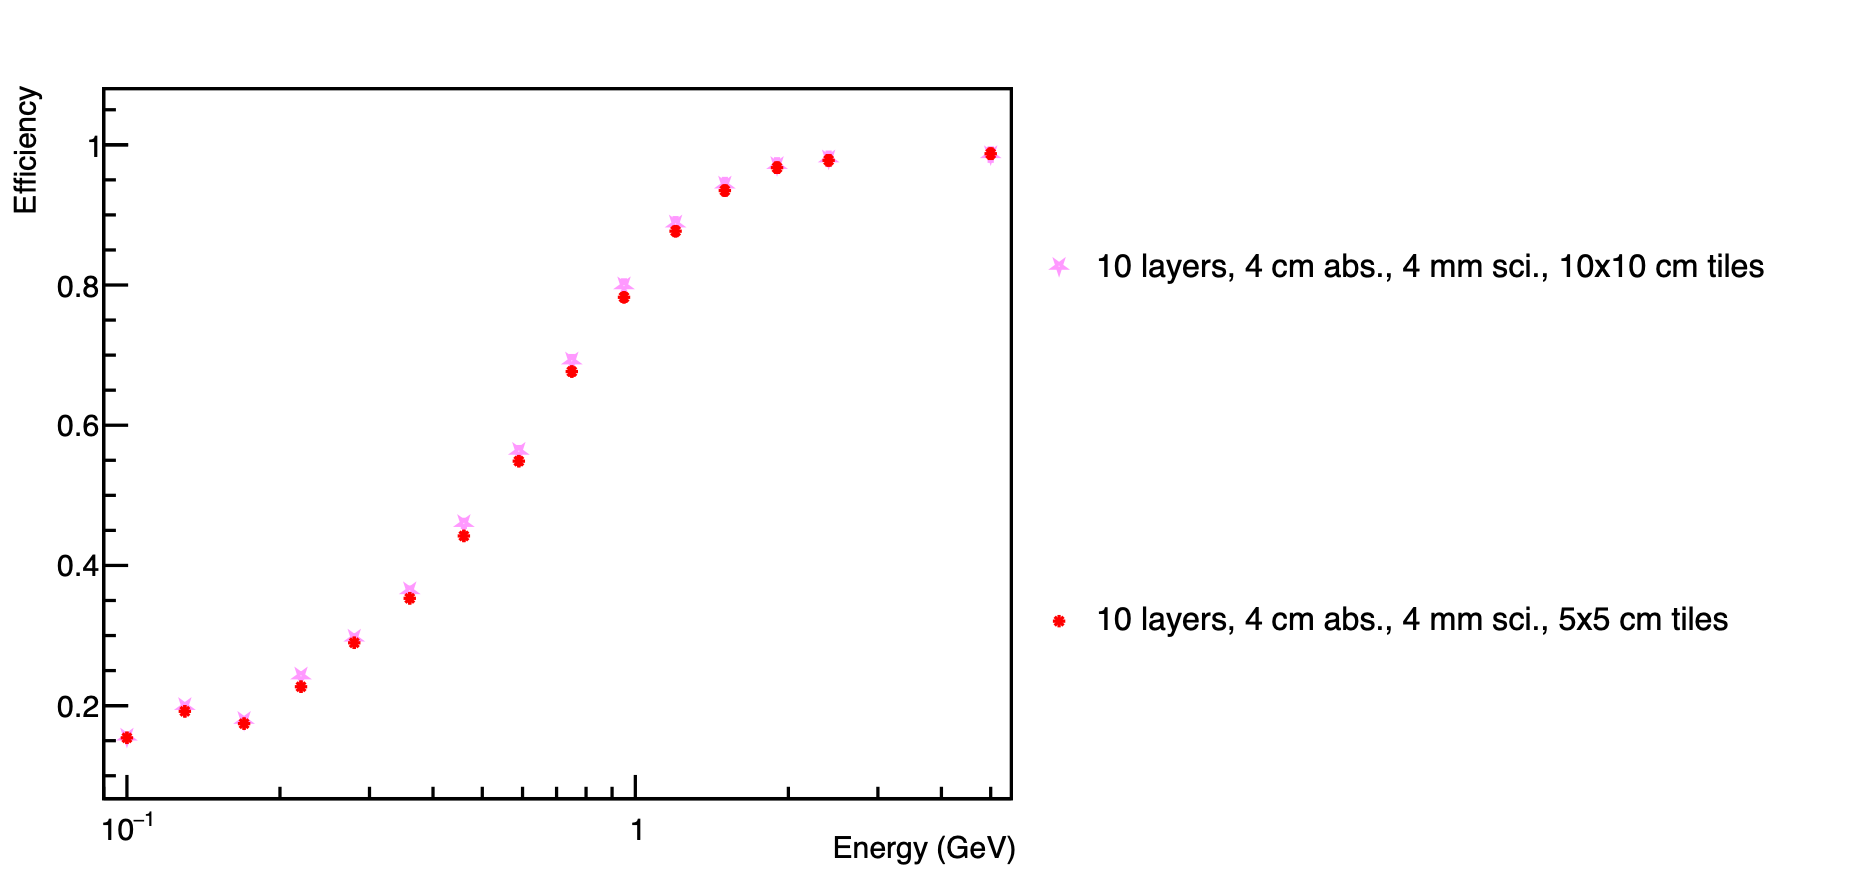 Efficiency
1
0.8
0.6
0.4
0.2
10⁻¹
1
Energy (GeV)
10 layers, 4 cm abs., 4 mm sci., 10x10 cm tiles
10 layers, 4 cm abs., 4 mm sci., 5x5 cm tiles